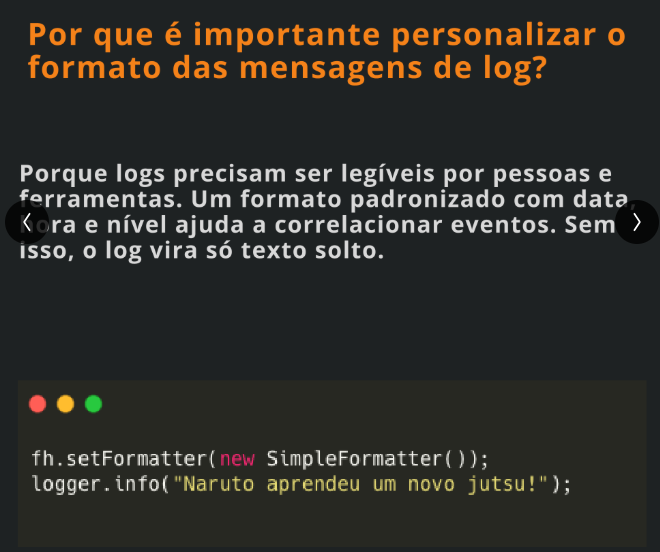 Por que é importante personalizar o
formato das mensagens de log?
Porque logs precisam ser legíveis por pessoas e
ferramentas. Um formato padronizado com data,
hora e nível ajuda a correlacionar eventos. Sem
isso, o log vira só texto solto.
fh.setFormatter(new SimpleFormatter());
logger.info("Naruto aprendeu um novo jutsu!");